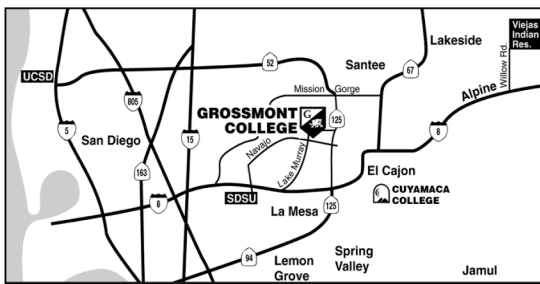 Viejas
Indian
Res.
Lakeside
Willow Rd.
52
Santee
67
UCSD
Mission Gorge
Alpine
805
GROSSMONT
COLLEGE
G
125
5
San Diego
15
8
Navajo
Lake Murray
163
El Cajon
CUYAMACA
COLLEGE
SDSU
8
La Mesa
125
94
Spring
Valley
Lemon
Grove
Jamul